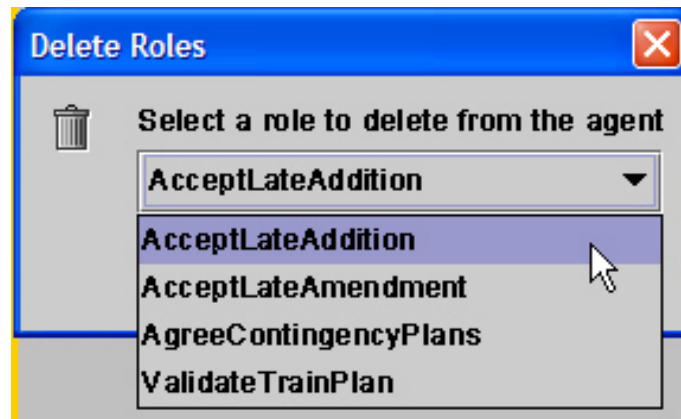 Delete Roles
Select a role to delete from the agent
AcceptLateAddition
AcceptLateAddition
AcceptLateAmendment
AgreeContingencyPlans
ValidateTrainPlan